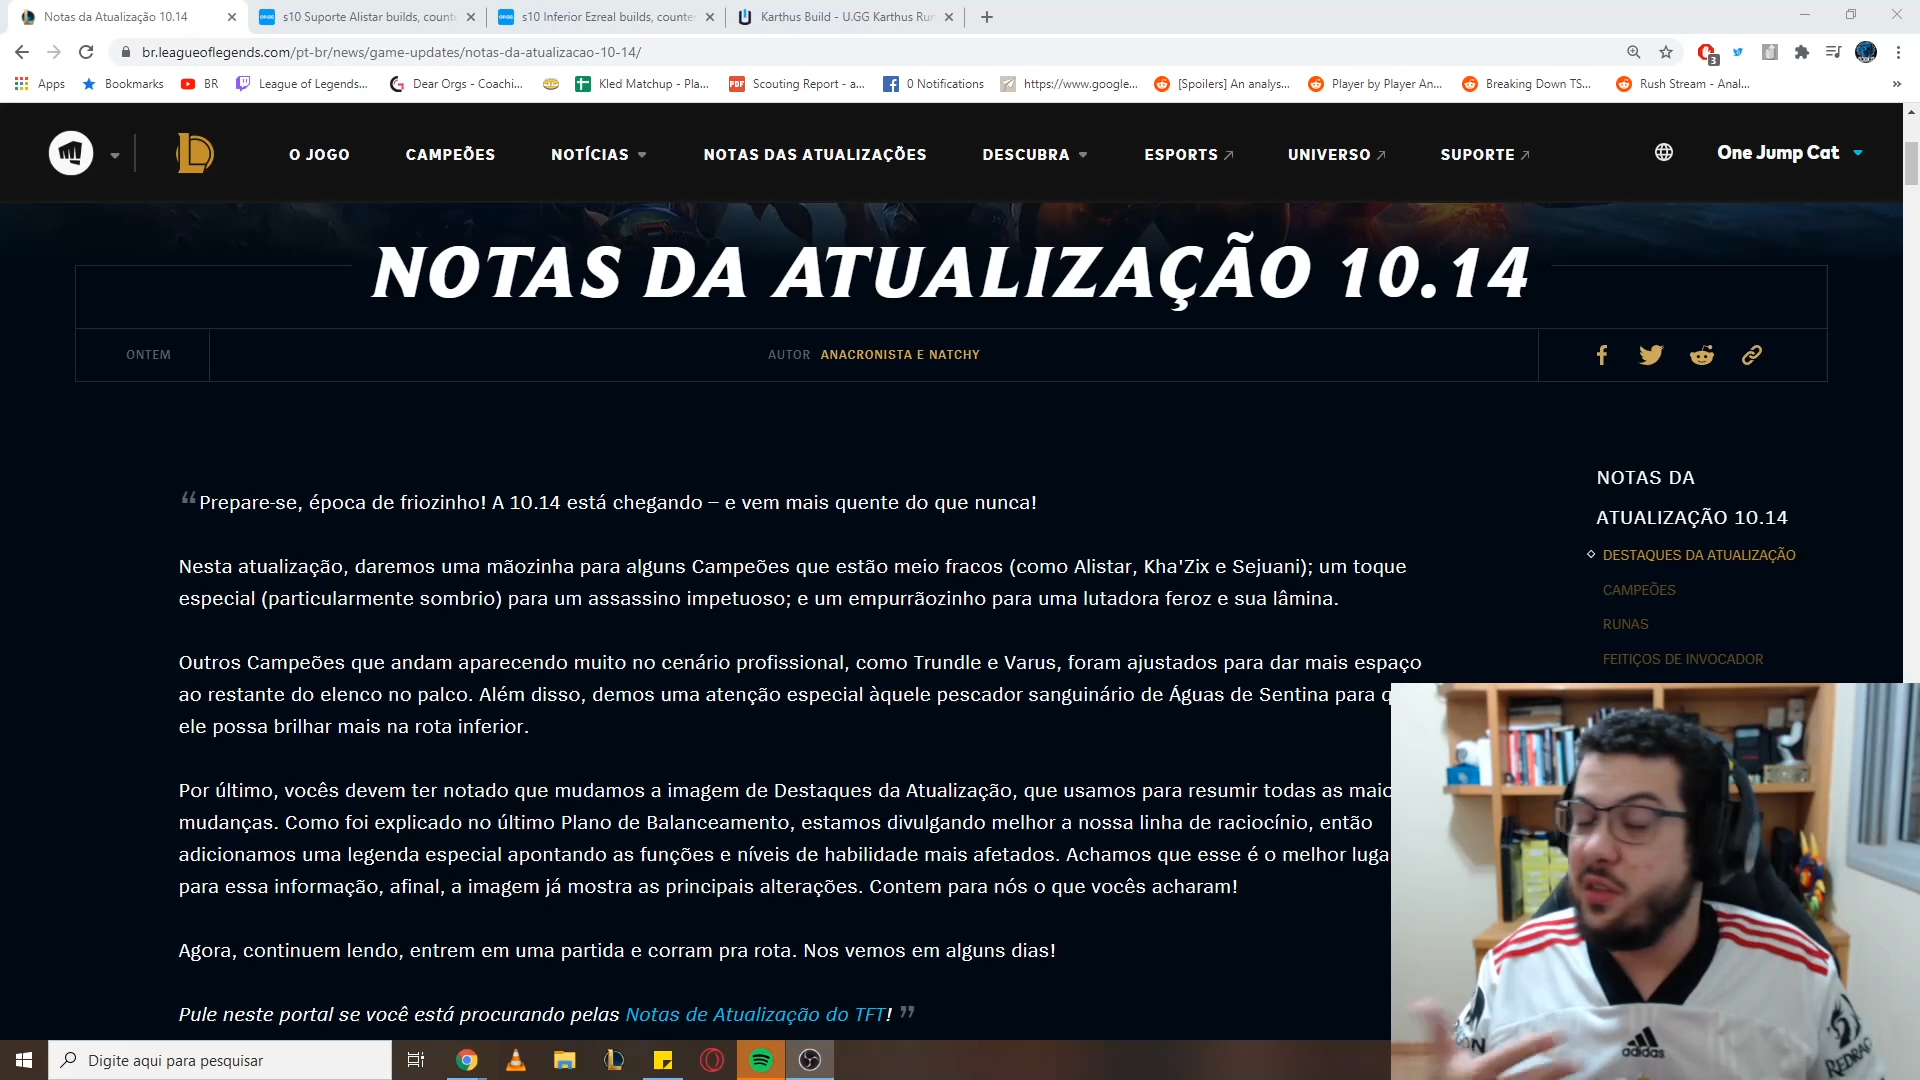 Notas da Atualização 10.14
s10 Suporte Alistar builds, counte
s10 Inferior Ezreal builds, counte
Karthus Build - U.GG Karthus Run
br.leagueoflegends.com/pt-br/news/game-updates/notas-da-atualizacao-10-14/
3
Apps
Bookmarks
BR
League of Legends...
Dear Orgs - Coachi...
Kled Matchup - Pla...
PDF
Scouting Report - a...
0 Notifications
https://www.google...
[Spoilers] An analys...
Player by Player An...
Breaking Down TS...
Rush Stream - Anal...
»
O JOGO
CAMPEÕES
NOTÍCIAS
NOTAS DAS ATUALIZAÇÕES
DESCUBRA
ESPORTS
UNIVERSO
SUPORTE
One Jump Cat
NOTAS DA ATUALIZAÇÃO 10.14
ONTEM
AUTOR ANACRONISTA E NATCHY
“Prepare-se, época de friozinho! A 10.14 está chegando – e vem mais quente do que nunca!
Nesta atualização, daremos uma mãozinha para alguns Campeões que estão meio fracos (como Alistar, Kha'Zix e Sejuani); um toque
especial (particularmente sombrio) para um assassino impetuoso; e um empurrãozinho para uma lutadora feroz e sua lâmina.
Outros Campeões que andam aparecendo muito no cenário profissional, como Trundle e Varus, foram ajustados para dar mais espaço
ao restante do elenco no palco. Além disso, demos uma atenção especial àquele pescador sanguinário de Águas de Sentina para q
ele possa brilhar mais na rota inferior.
Por último, vocês devem ter notado que mudamos a imagem de Destaques da Atualização, que usamos para resumir todas as maio
mudanças. Como foi explicado no último Plano de Balanceamento, estamos divulgando melhor a nossa linha de raciocínio, então
adicionamos uma legenda especial apontando as funções e níveis de habilidade mais afetados. Achamos que esse é o melhor luga
para essa informação, afinal, a imagem já mostra as principais alterações. Contem para nós o que vocês acharam!
Agora, continuem lendo, entrem em uma partida e corram pra rota. Nos vemos em alguns dias!
Pule neste portal se você está procurando pelas Notas de Atualização do TFT! ”
NOTAS DA
ATUALIZAÇÃO 10.14
DESTAQUES DA ATUALIZAÇÃO
CAMPEÕES
RUNAS
FEITIÇOS DE INVOCADOR
adidas
REDRAG
Digite aqui para pesquisar